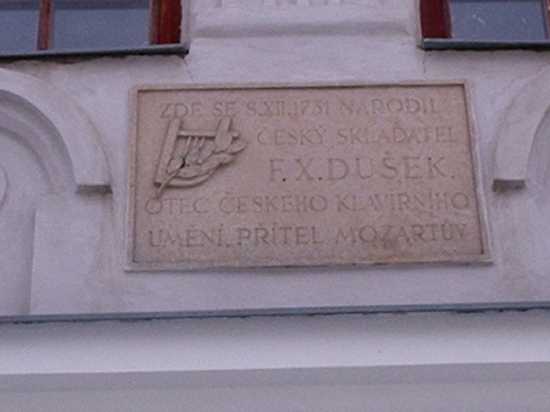 ZDE SE 8.XII.1731 NARODIL
ČESKÝ SKLADATEL
F.X.DUŠEK.
OTEC ČESKÉHO KLAVÍRNÍHO
UMĚNÍ, PŘÍTEL MOZARTŮV